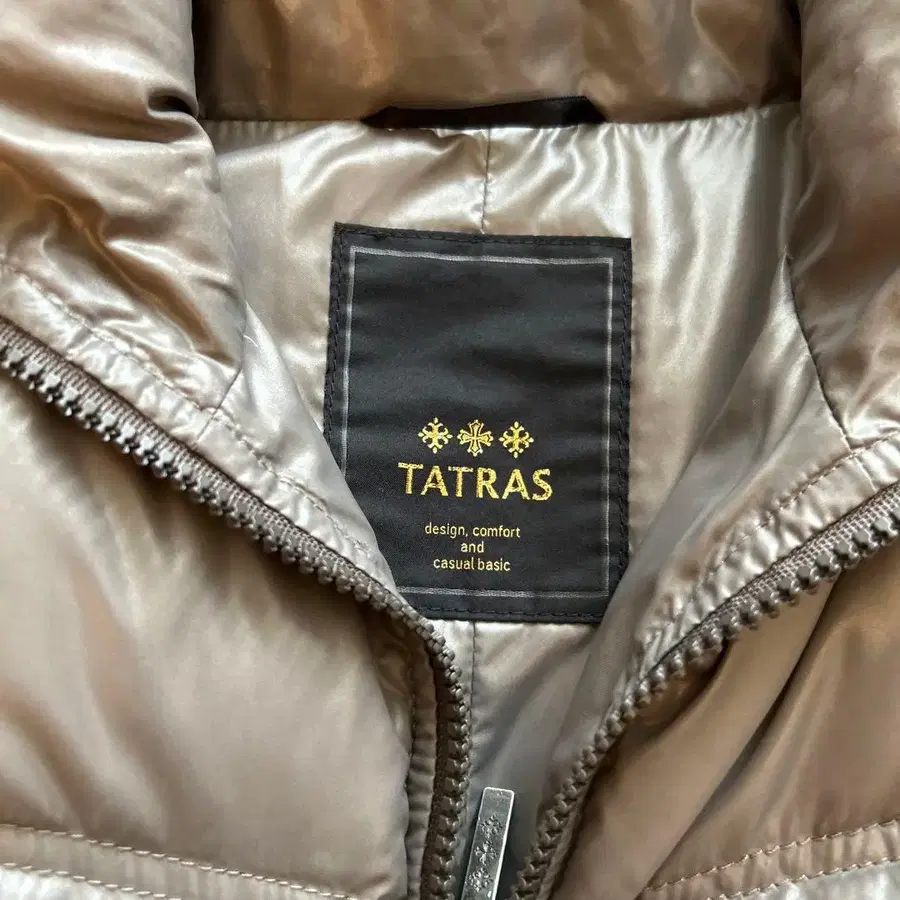 TATRAS
design, comfort
and
casual basic